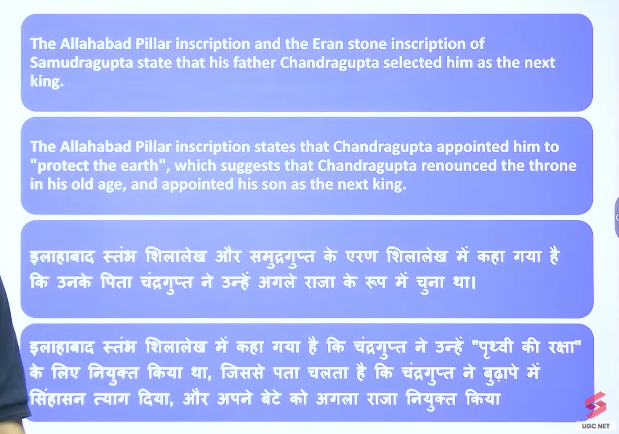 The Allahabad Pillar inscription and the Eran stone inscription of
Samudragupta state that his father Chandragupta selected him as the next
king.
The Allahabad Pillar inscription states that Chandragupta appointed him to
"protect the earth", which suggests that Chandragupta renounced the throne
in his old age, and appointed his son as the next king.
इलाहाबाद स्तंभ शिलालेख और समुद्रगुप्त के एरण शिलालेख में कहा गया है
कि उनके पिता चंद्रगुप्त ने उन्हें अगले राजा के रूप में चुना था।
इलाहाबाद स्तंभ शिलालेख में कहा गया है कि चंद्रगुप्त ने उन्हें "पृथ्वी की रक्षा"
के लिए नियुक्त किया था, जिससे पता चलता है कि चंद्रगुप्त ने बुढ़ापे में
सिंहासन त्याग दिया, और अपने बेटे को अगला राजा नियुक्त किया
UGC NET